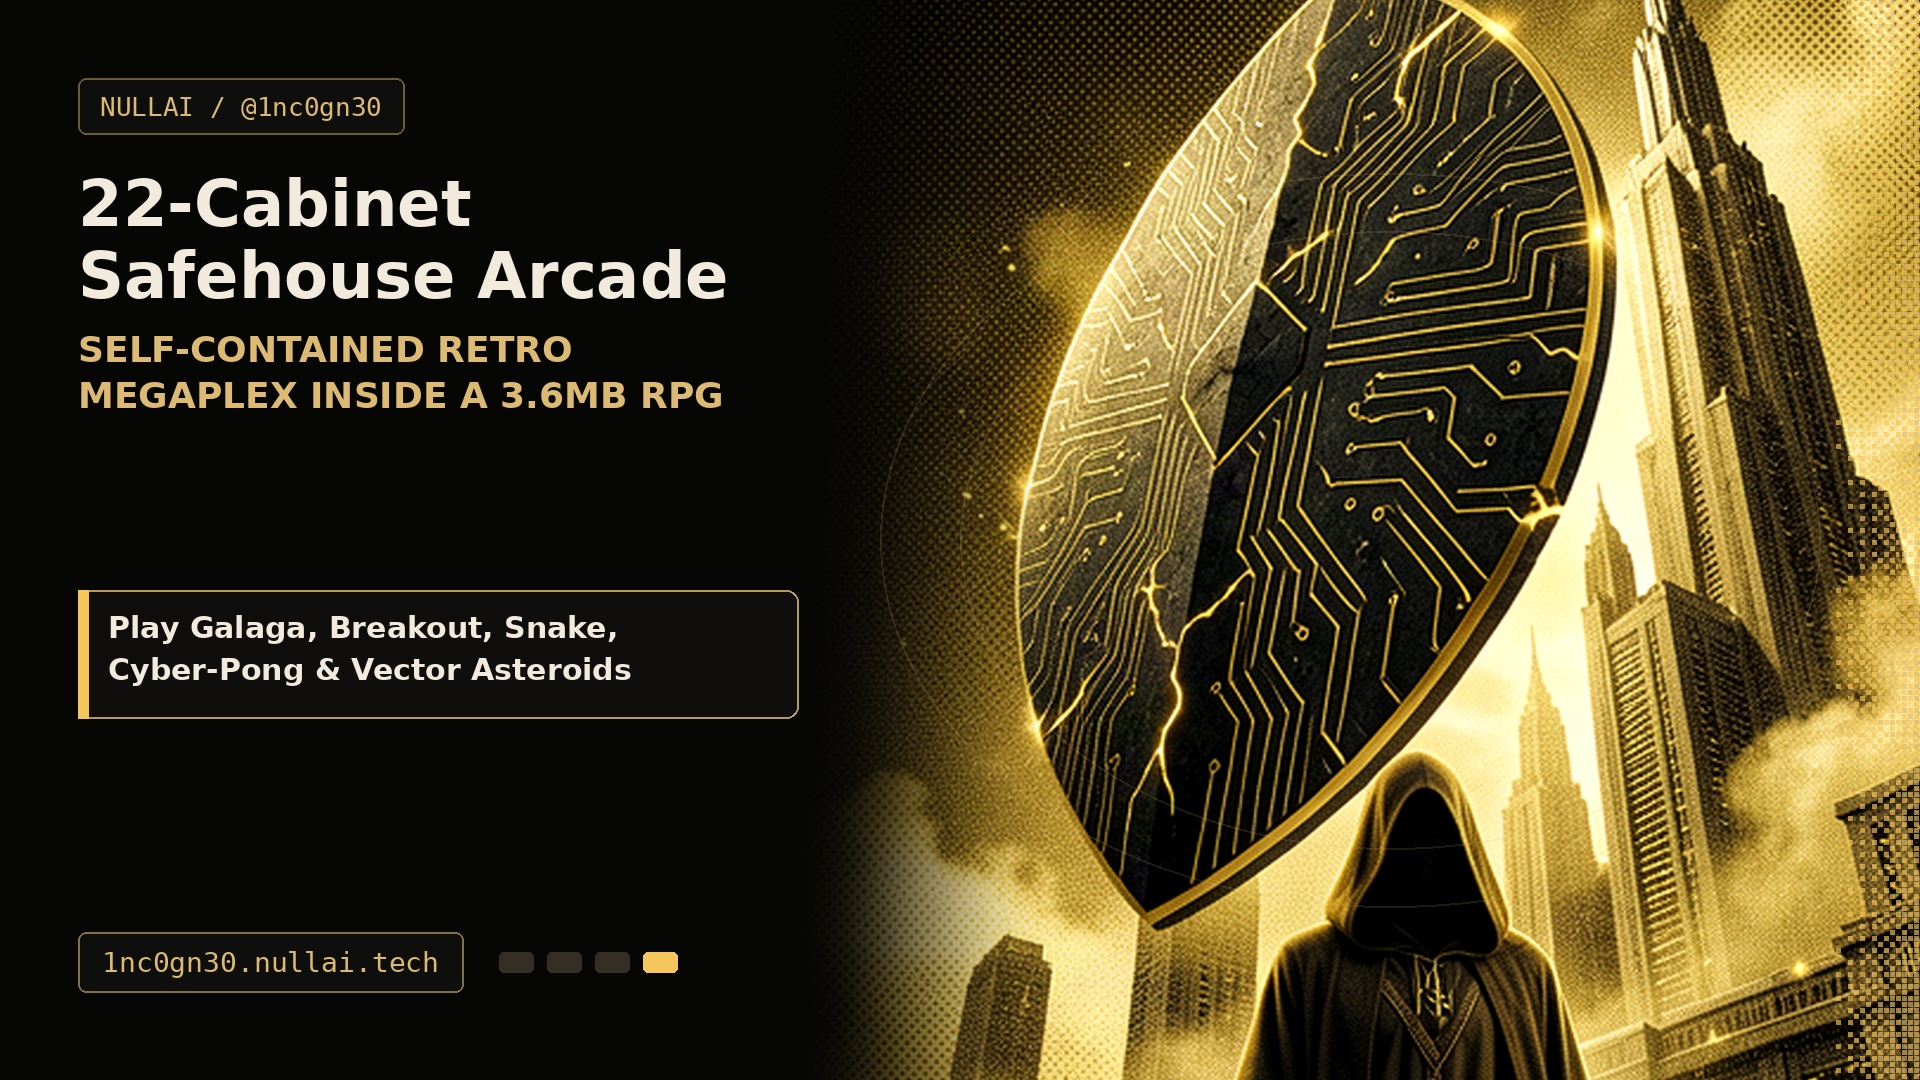 NULLAI / @1nc0gn30
22-Cabinet
Safehouse Arcade
SELF-CONTAINED RETRO
MEGAPLEX INSIDE A 3.6MB RPG
Play Galaga, Breakout, Snake,
Cyber-Pong & Vector Asteroids
1nc0gn30.nullai.tech